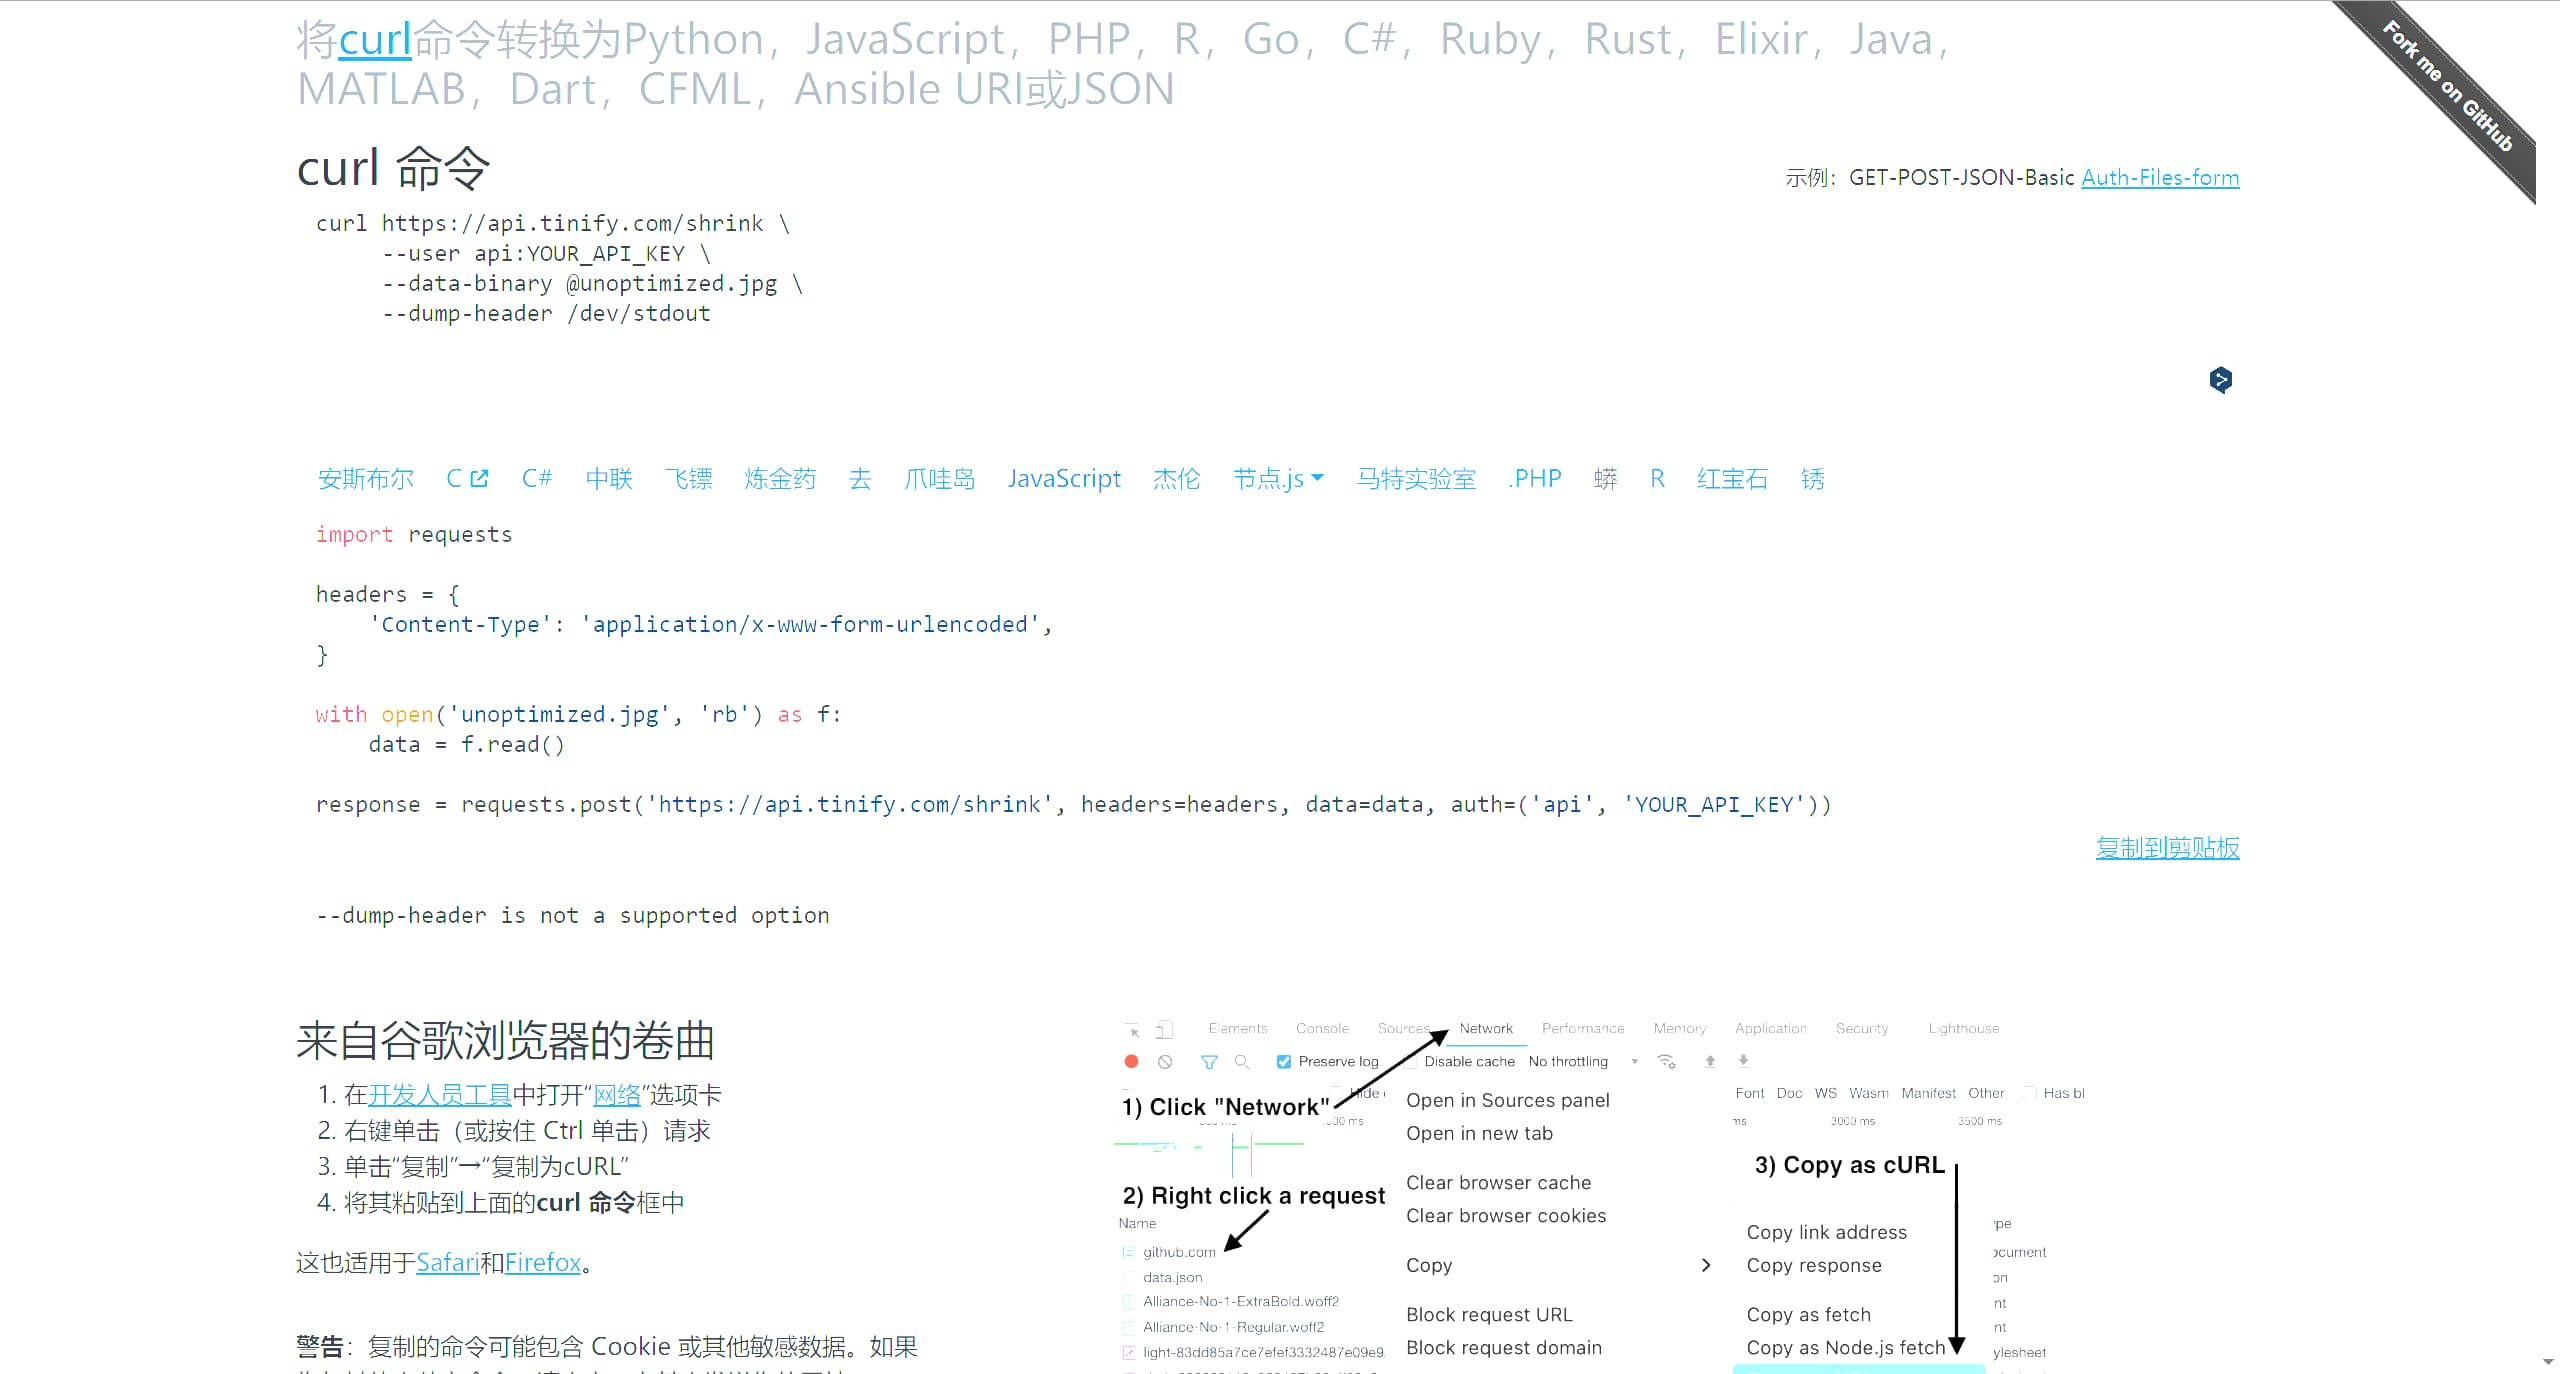 将curl命令转换为Python，JavaScript，PHP，R，Go，C#，Ruby，Rust，Elixir，Java，
MATLAB，Dart，CFML，Ansible URI或JSON
Fork me on GitHub
curl 命令
示例：GET-POST-JSON-Basic Auth-Files-form
curl https://api.tinify.com/shrink \
     --user api:YOUR_API_KEY \
     --data-binary @unoptimized.jpg \
     --dump-header /dev/stdout
安斯布尔 C C# 中联 飞镖 炼金药 去 爪哇岛 JavaScript 杰伦 节点.js 马特实验室 .PHP 蟒 R 红宝石 锈
import requests
headers = {
    'Content-Type': 'application/x-www-form-urlencoded',
}
with open('unoptimized.jpg', 'rb') as f:
    data = f.read()
response = requests.post('https://api.tinify.com/shrink', headers=headers, data=data, auth=('api', 'YOUR_API_KEY'))
复制到剪贴板
--dump-header is not a supported option
来自谷歌浏览器的卷曲
1. 在开发人员工具中打开“网络”选项卡
2. 右键单击（或按住 Ctrl 单击）请求
3. 单击“复制”→“复制为cURL”
4. 将其粘贴到上面的curl 命令框中
这也适用于Safari和Firefox。
警告：复制的命令可能包含 Cookie 或其他敏感数据。如果
Elements Console Sources Network Performance Memory Application Security Lighthouse
Preserve log Disable cache No throttling
Hide
Font Doc WS Wasm Manifest Other Has bl
1) Click "Network"
ms 3000 ms 3500 ms
2) Right click a request
Name
github.com
data.json
Alliance-No-1-ExtraBold.woff2
Alliance-No-1-Regular.woff2
light-83dd85a7ce7efef3332487e09e9
Open in Sources panel
Open in new tab
Clear browser cache
Clear browser cookies
Copy
Block request URL
Block request domain
3) Copy as cURL
Copy link address
Copy response
Copy as fetch
Copy as Node.js fetch
ype
ocument
on
nt
nt
ylesheet